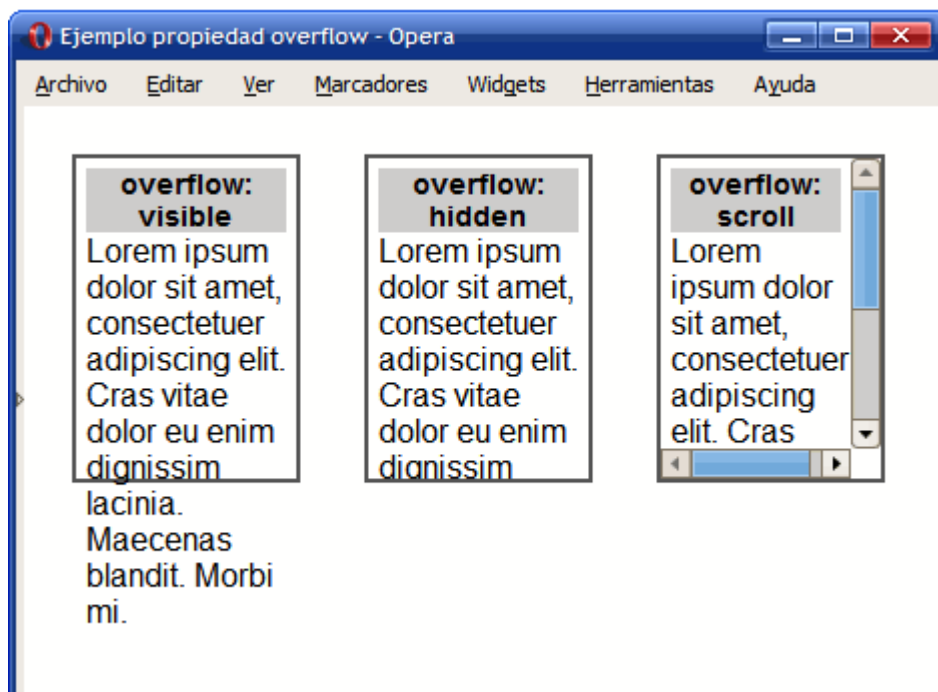 Ejemplo propiedad overflow - Opera
Archivo Editar Ver Marcadores Widgets Herramientas Ayuda
overflow:
visible
Lorem ipsum
dolor sit amet,
consectetuer
adipiscing elit.
Cras vitae
dolor eu enim
dignissim
lacinia.
Maecenas
blandit. Morbi
mi.
overflow:
hidden
Lorem ipsum
dolor sit amet,
consectetuer
adipiscing elit.
Cras vitae
dolor eu enim
dignissim
overflow:
scroll
Lorem
ipsum dolor
sit amet,
consectetuer
adipiscing
elit. Cras